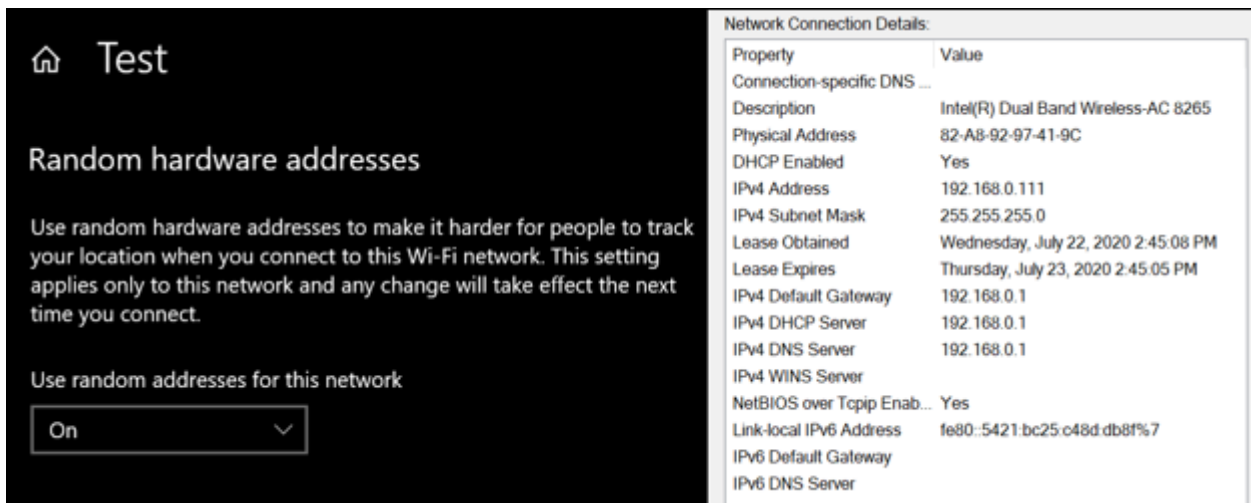 Test
Random hardware addresses
Use random hardware addresses to make it harder for people to track
your location when you connect to this Wi-Fi network. This setting
applies only to this network and any change will take effect the next
time you connect.
Use random addresses for this network
On
Network Connection Details:
Property Value
Connection-specific DNS ...
Description Intel(R) Dual Band Wireless-AC 8265
Physical Address 82-A8-92-97-41-9C
DHCP Enabled Yes
IPv4 Address 192.168.0.111
IPv4 Subnet Mask 255.255.255.0
Lease Obtained Wednesday, July 22, 2020 2:45:08 PM
Lease Expires Thursday, July 23, 2020 2:45:05 PM
IPv4 Default Gateway 192.168.0.1
IPv4 DHCP Server 192.168.0.1
IPv4 DNS Server 192.168.0.1
IPv4 WINS Server
NetBIOS over Tcpip Enab... Yes
Link-local IPv6 Address fe80::5421:bc25:c48d:db8f%7
IPv6 Default Gateway
IPv6 DNS Server